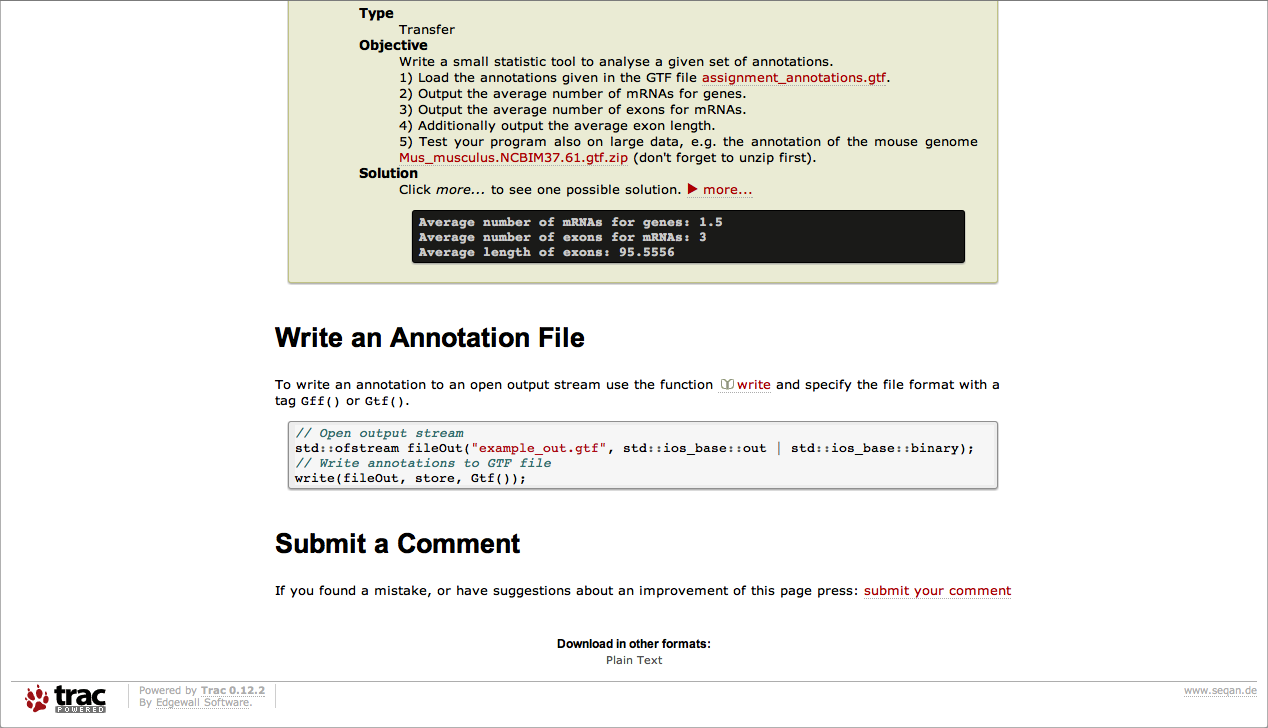 Type
Transfer
Objective
Write a small statistic tool to analyse a given set of annotations.
1) Load the annotations given in the GTF file assignment_annotations.gtf.
2) Output the average number of mRNAs for genes.
3) Output the average number of exons for mRNAs.
4) Additionally output the average exon length.
5) Test your program also on large data, e.g. the annotation of the mouse genome
Mus_musculus.NCBIM37.61.gtf.zip (don't forget to unzip first).
Solution
Click more... to see one possible solution. ▶ more...
Average number of mRNAs for genes: 1.5
Average number of exons for mRNAs: 3
Average length of exons: 95.5556
Write an Annotation File
To write an annotation to an open output stream use the function write and specify the file format with a
tag Gff() or Gtf().
// Open output stream
std::ofstream fileOut("example_out.gtf", std::ios_base::out | std::ios_base::binary);
// Write annotations to GTF file
write(fileOut, store, Gtf());
Submit a Comment
If you found a mistake, or have suggestions about an improvement of this page press: submit your comment
Download in other formats:
Plain Text
trac
POWERED
Powered by Trac 0.12.2
By Edgewall Software.
www.seqan.de